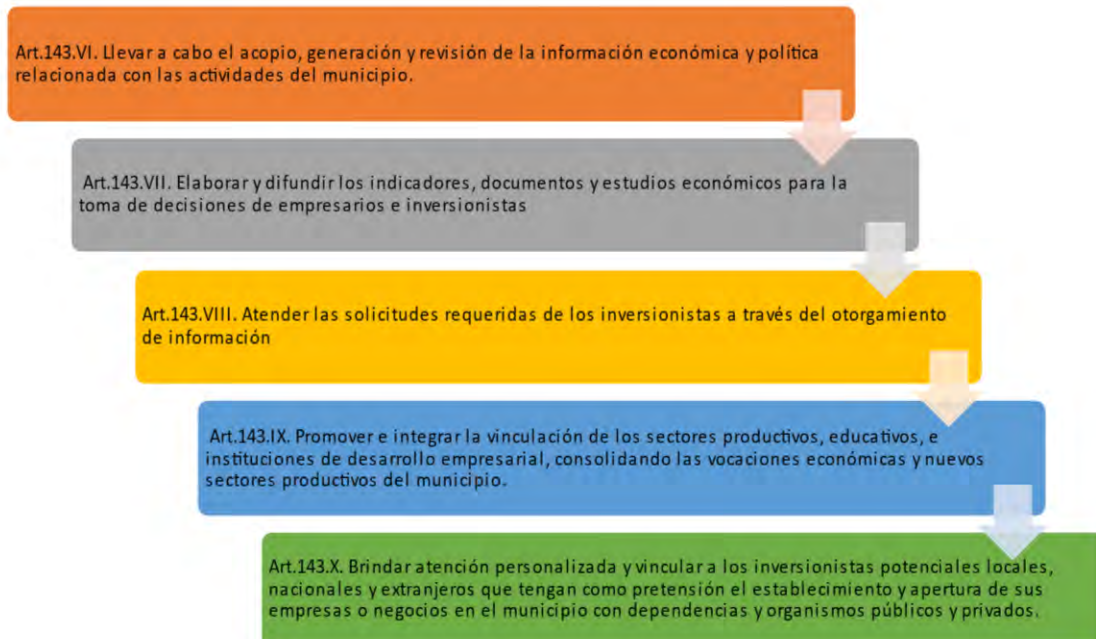 Art.143.VI. Llevar a cabo el acopio, generación y revisión de la información económica y política
relacionada con las actividades del municipio.
Art.143.VII. Elaborar y difundir los indicadores, documentos y estudios económicos para la
toma de decisiones de empresarios e inversionistas
Art.143.VIII. Atender las solicitudes requeridas de los inversionistas a través del otorgamiento
de información
Art.143.IX. Promover e integrar la vinculación de los sectores productivos, educativos, e
instituciones de desarrollo empresarial, consolidando las vocaciones económicas y nuevos
sectores productivos del municipio.
Art.143.X. Brindar atención personalizada y vincular a los inversionistas potenciales locales,
nacionales y extranjeros que tengan como pretensión el establecimiento y apertura de sus
empresas o negocios en el municipio con dependencias y organismos públicos y privados.